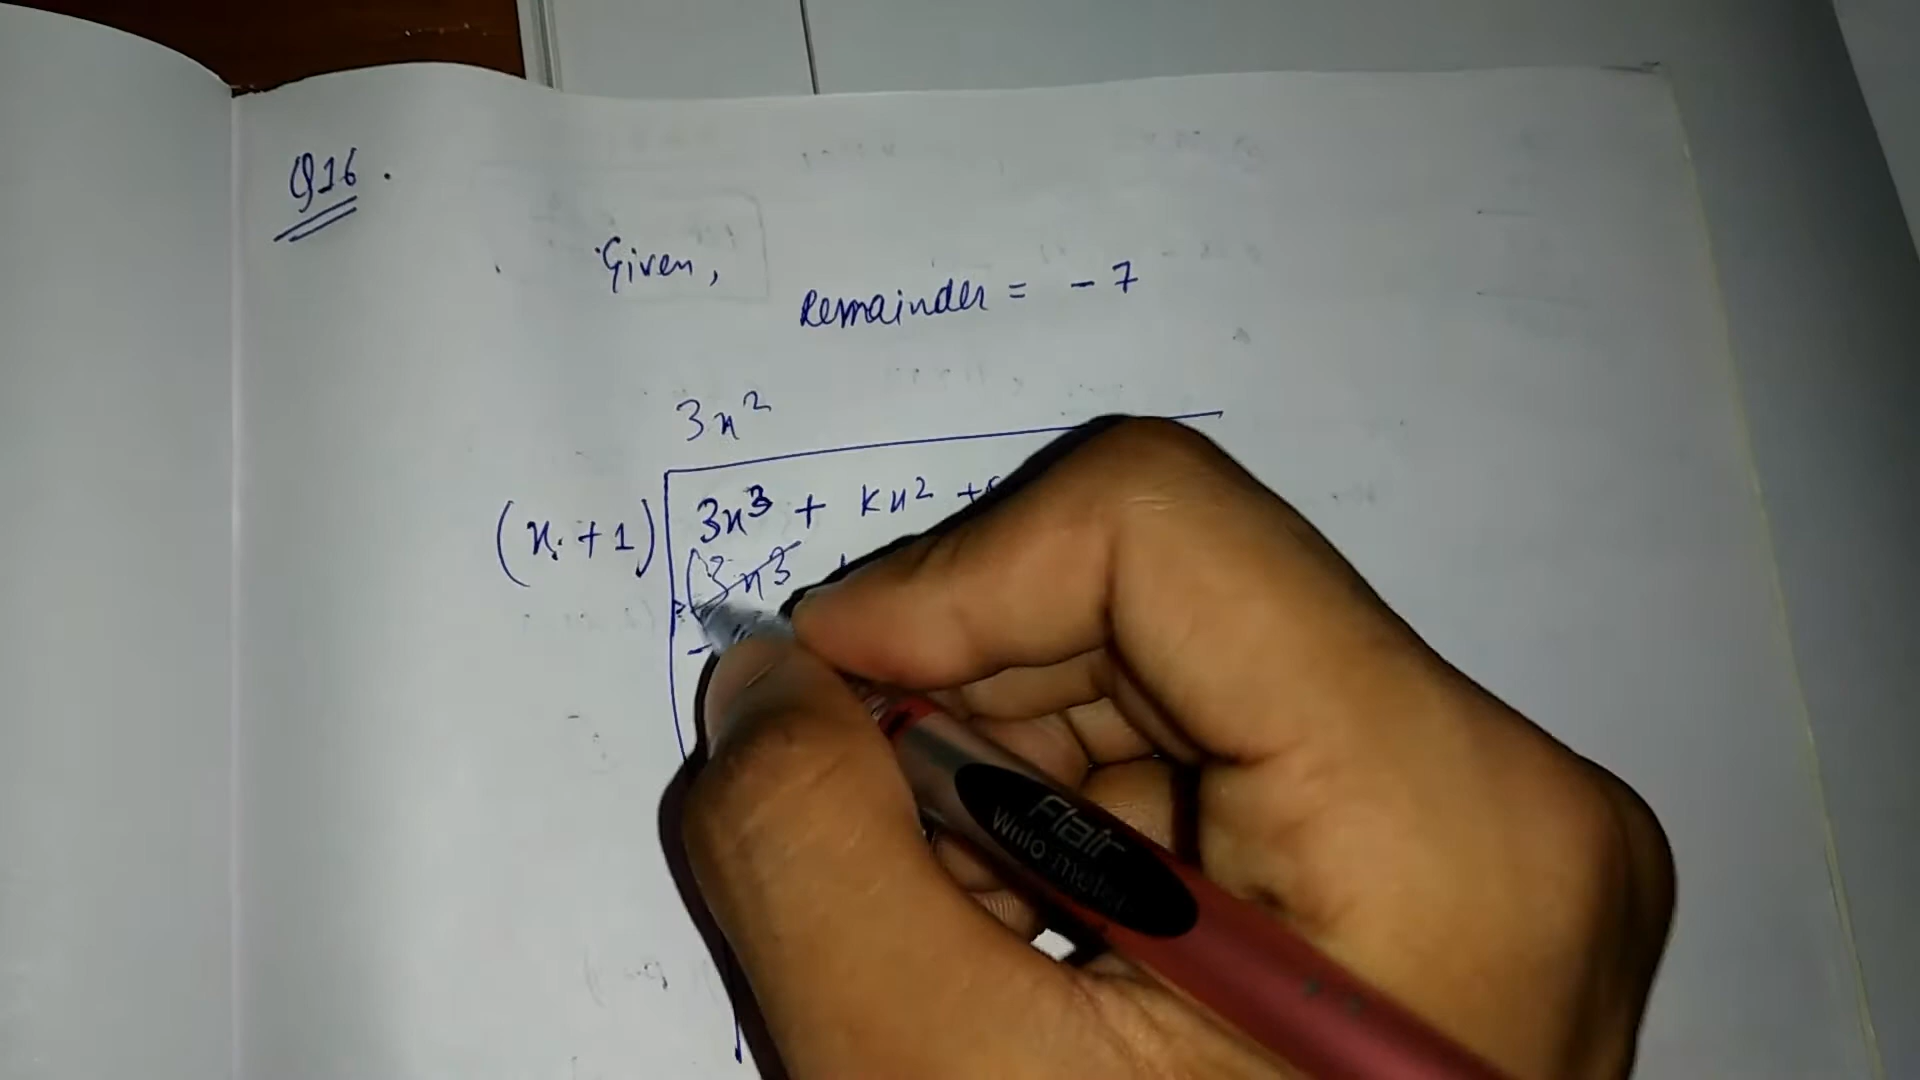 Q16.
Given,
Remainder = - 7
3x²
(x + 1) 3x³ + Kx² +
(3x³
-
Flair